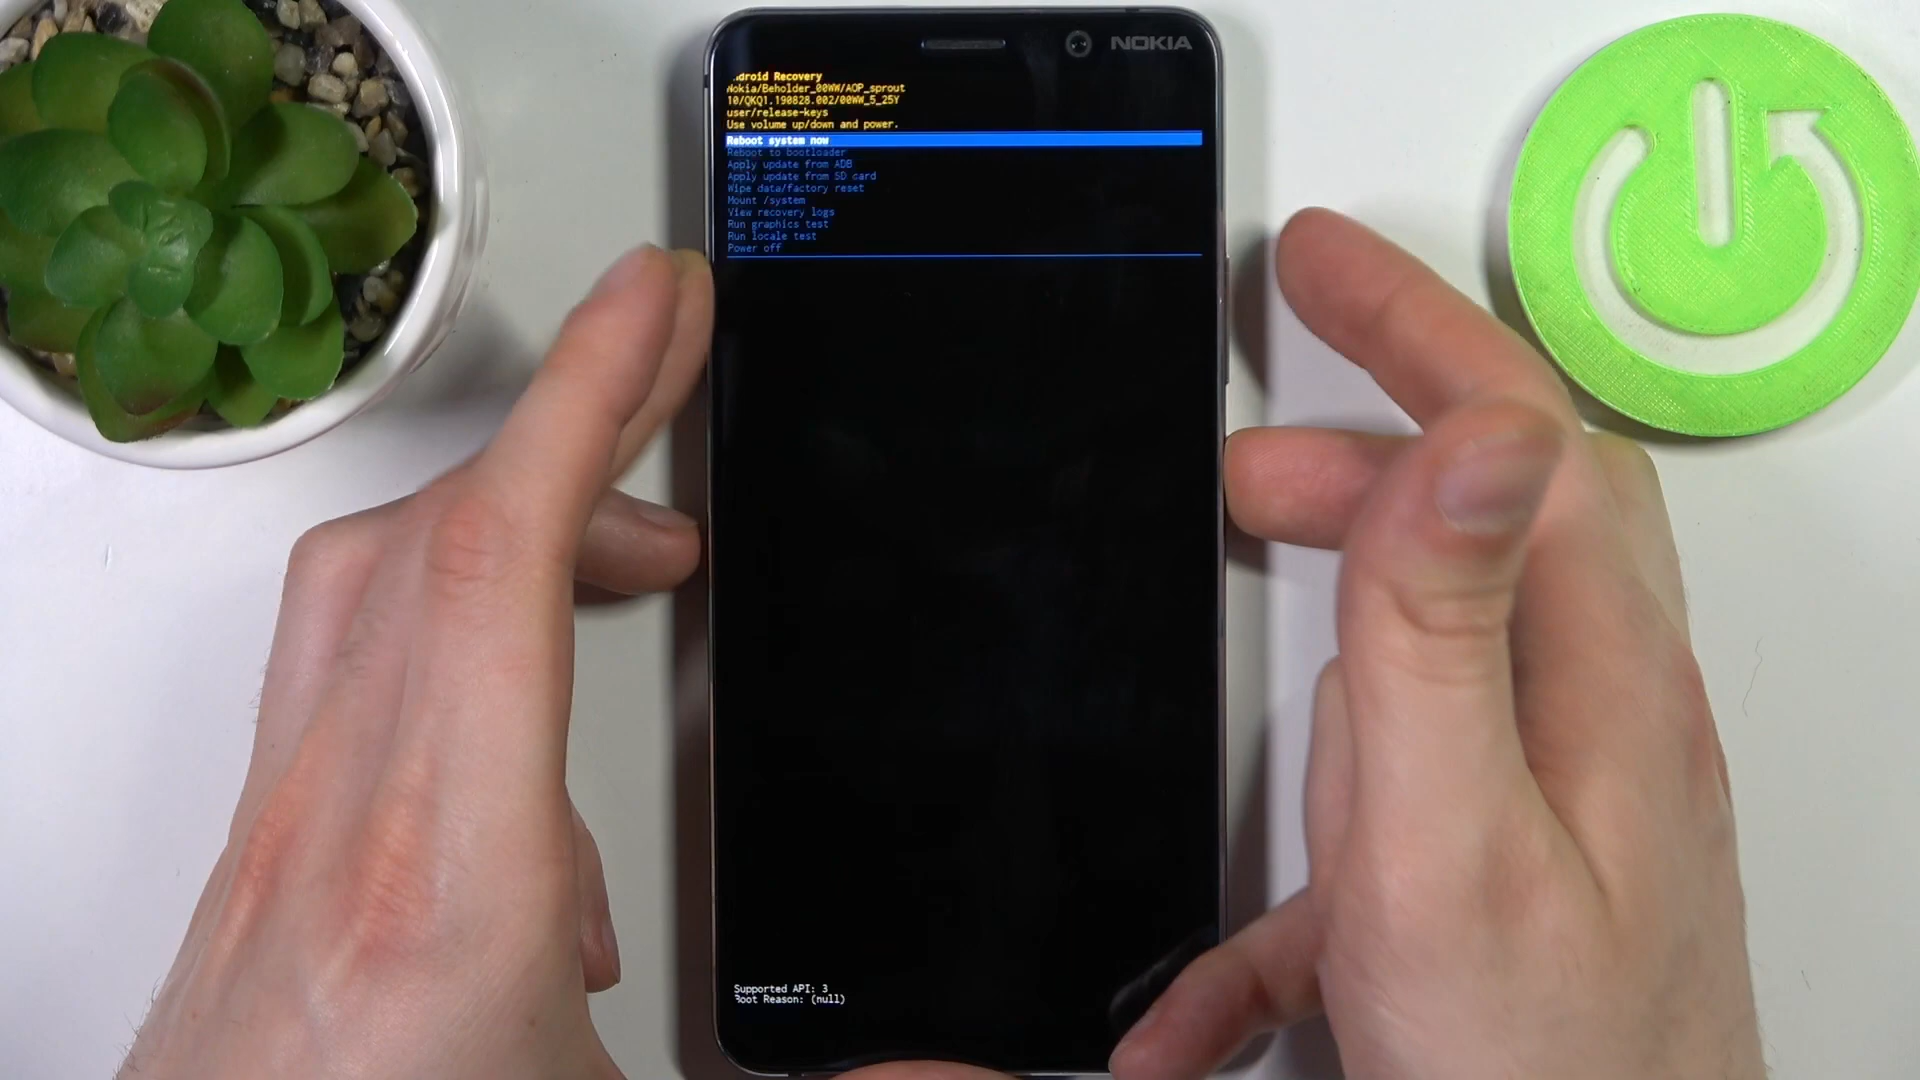 NOKIA
ndroid Recovery
Nokia/Beholder_00WW/AOP_sprout
10/QKQ1.190828.002/00WW_5_25Y
user/release-keys
Use volume up/down and power.
Reboot system now
Reboot to bootloader
Apply update from ADB
Apply update from SD card
Wipe data/factory reset
Mount /system
View recovery logs
Run graphics test
Run locale test
Power off
Supported API: 3
Boot Reason: (null)